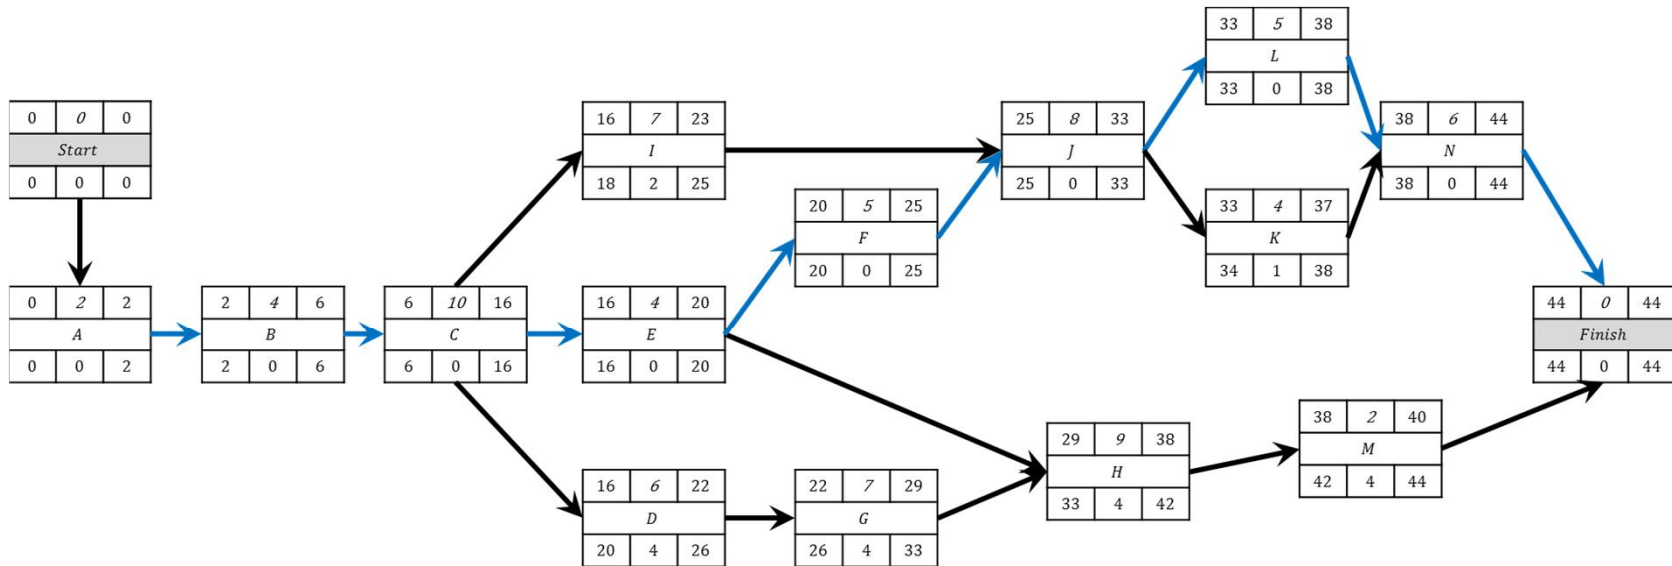 33 5 38
L
33 0 38
0 0 0
Start
0 0 0
16 7 23
I
18 2 25
25 8 33
J
25 0 33
38 6 44
N
38 0 44
20 5 25
F
20 0 25
33 4 37
K
34 1 38
0 2 2
A
0 0 2
2 4 6
B
2 0 6
6 10 16
C
6 0 16
16 4 20
E
16 0 20
44 0 44
Finish
44 0 44
38 2 40
M
42 4 44
29 9 38
H
33 4 42
16 6 22
D
20 4 26
22 7 29
G
26 4 33